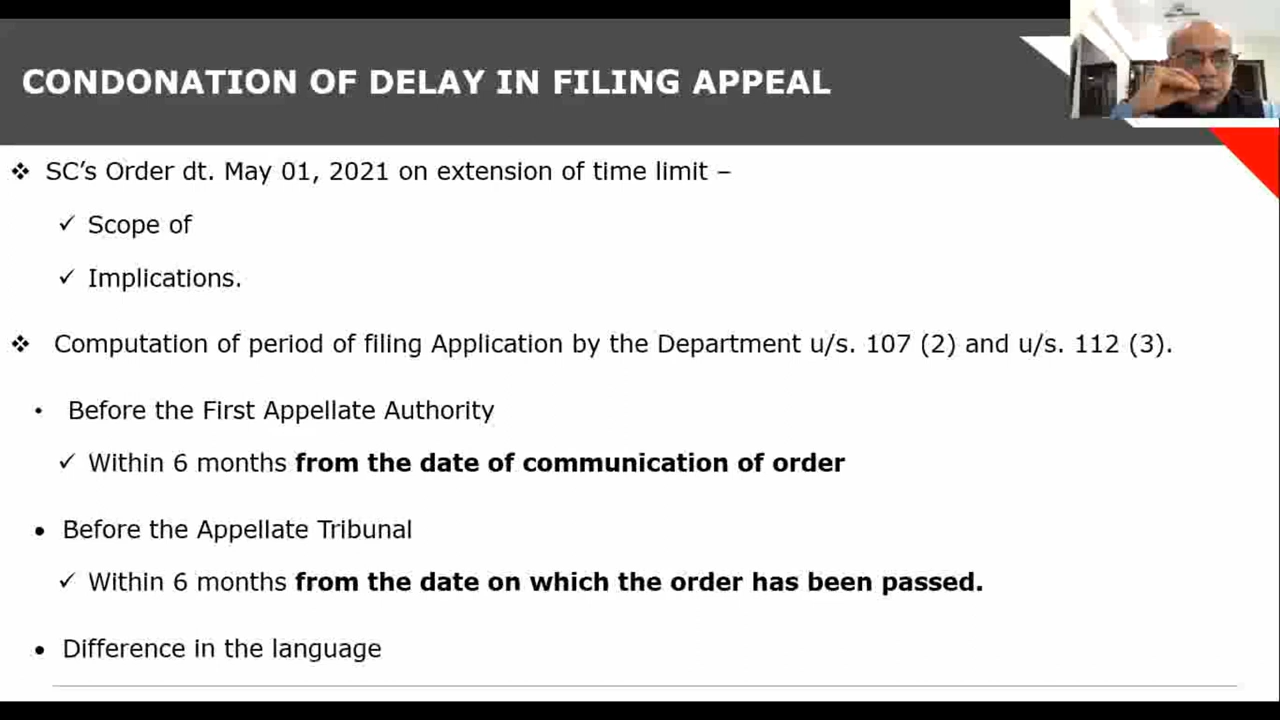 CONDONATION OF DELAY IN FILING APPEAL
❖ SC’s Order dt. May 01, 2021 on extension of time limit –
✓ Scope of
✓ Implications.
❖ Computation of period of filing Application by the Department u/s. 107 (2) and u/s. 112 (3).
• Before the First Appellate Authority
✓ Within 6 months from the date of communication of order
• Before the Appellate Tribunal
✓ Within 6 months from the date on which the order has been passed.
• Difference in the language